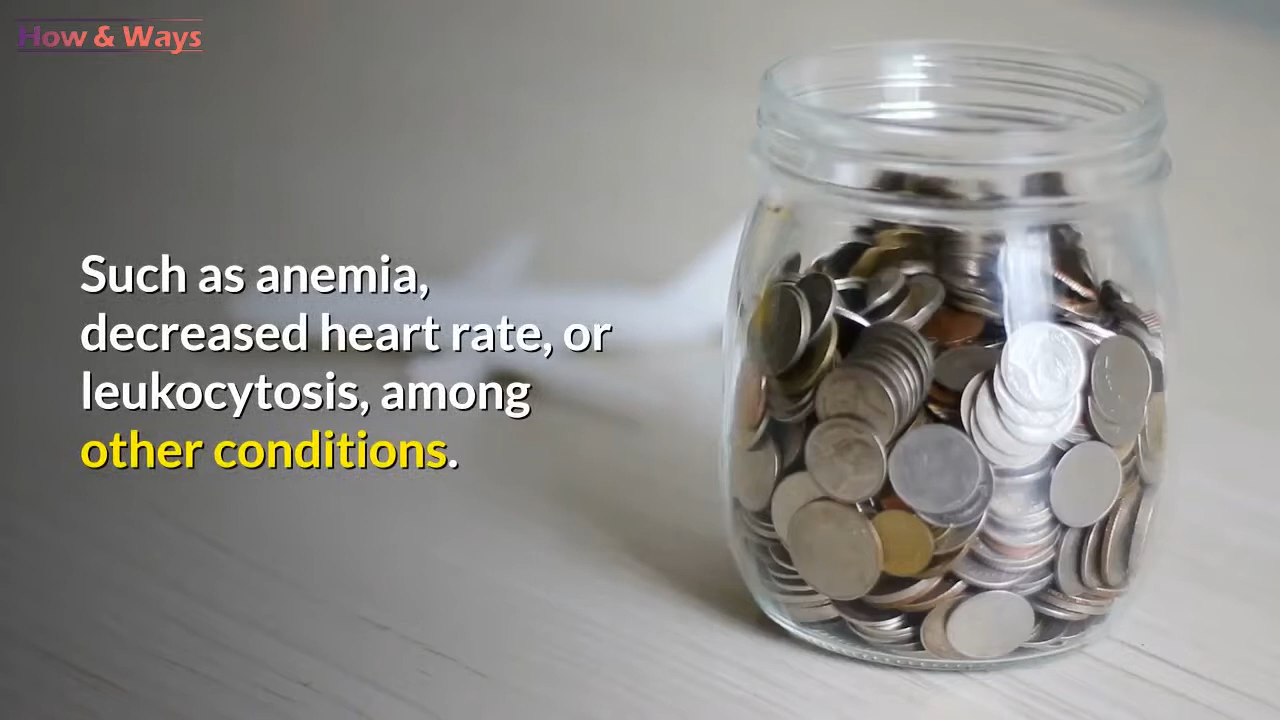 How & Ways
Such as anemia,
decreased heart rate, or
leukocytosis, among
other conditions.